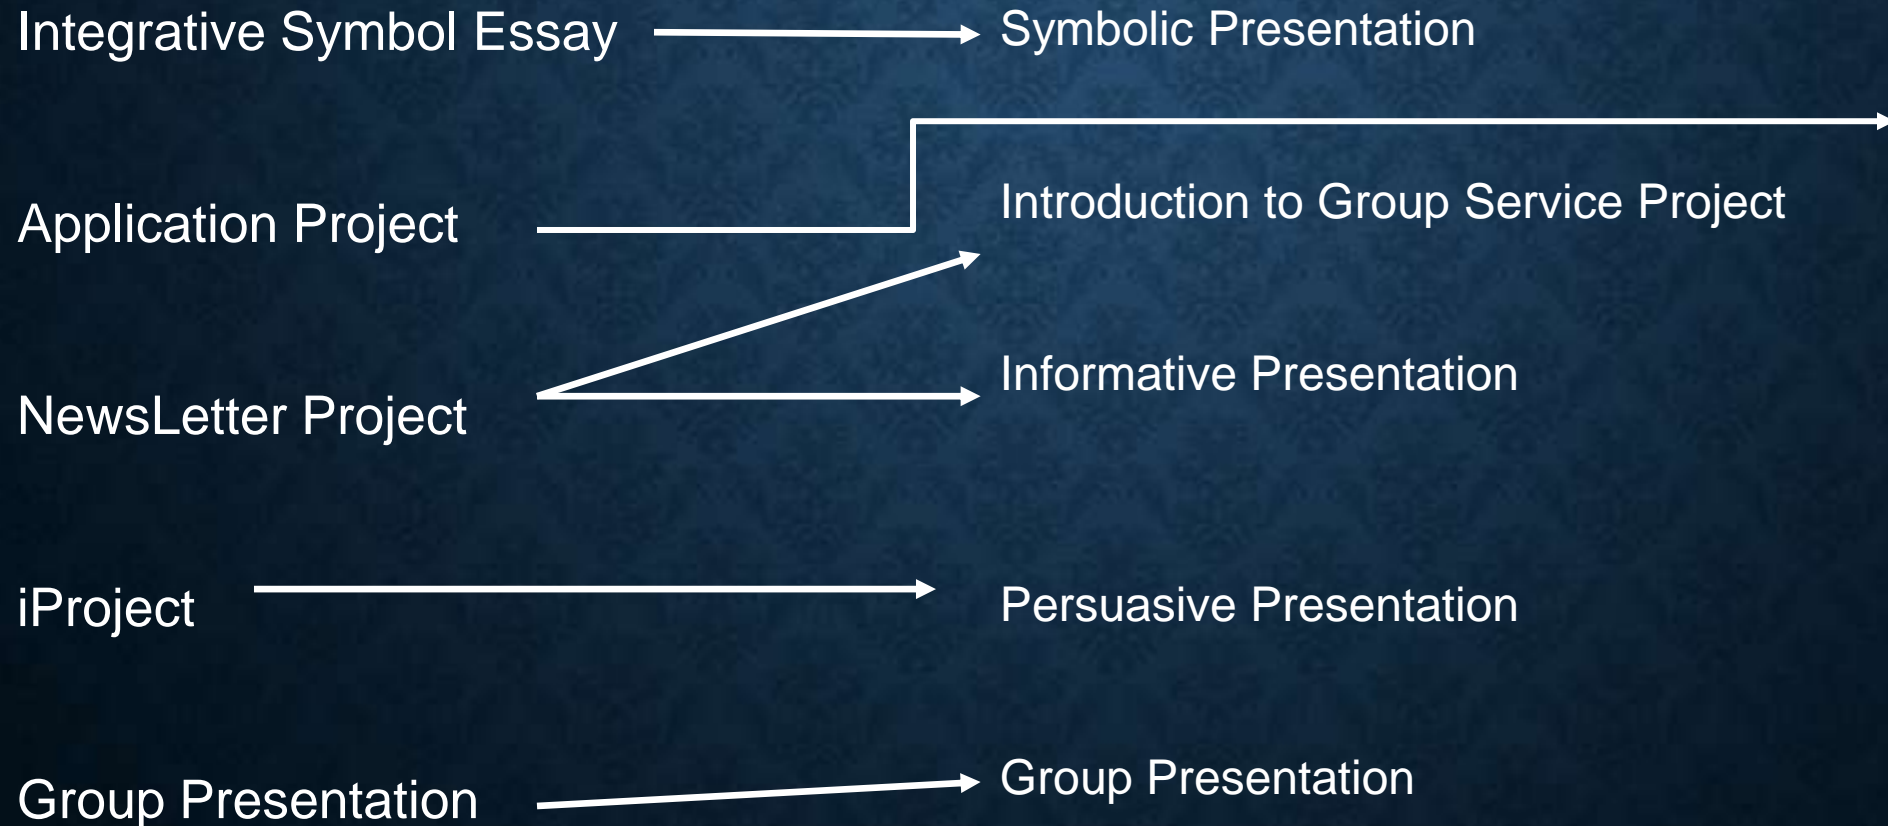 Integrative Symbol Essay
Symbolic Presentation
Application Project
Introduction to Group Service Project
NewsLetter Project
Informative Presentation
iProject
Persuasive Presentation
Group Presentation
Group Presentation